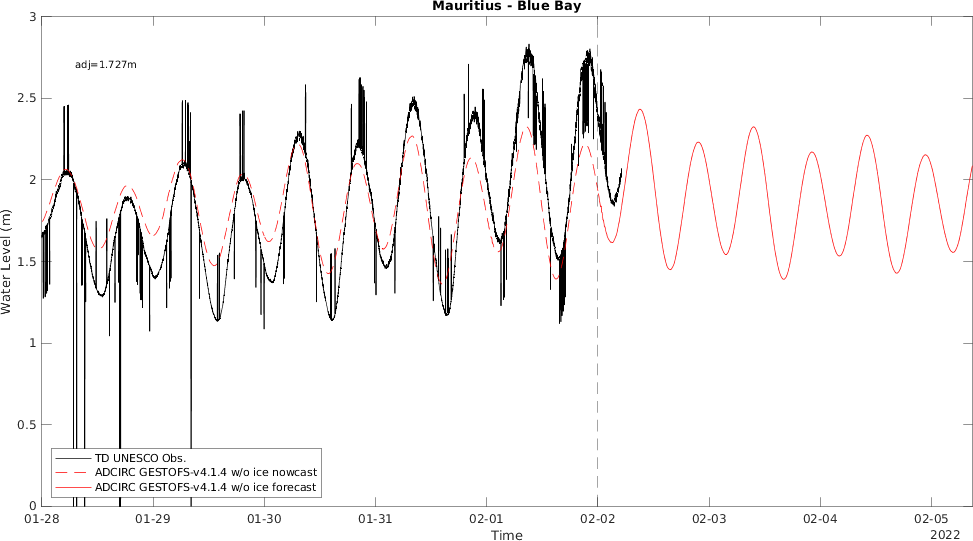 Mauritius - Blue Bay
3
adj=1.727m
2.5
2
1.5
1
0.5
0
Water Level (m)
TD UNESCO Obs.
ADCIRC GESTOFS-v4.1.4 w/o ice nowcast
ADCIRC GESTOFS-v4.1.4 w/o ice forecast
01-28 01-29 01-30 01-31 02-01 02-02 02-03 02-04 02-05
Time
2022